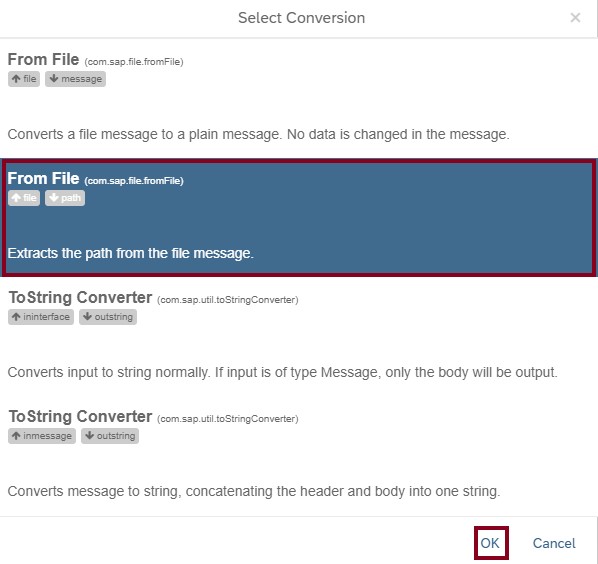 Select Conversion ×
From File (com.sap.file.fromFile)
file message
Converts a file message to a plain message. No data is changed in the message.
From File (com.sap.file.fromFile)
file path
Extracts the path from the file message.
ToString Converter (com.sap.util.toStringConverter)
ininterface outstring
Converts input to string normally. If input is of type Message, only the body will be output.
ToString Converter (com.sap.util.toStringConverter)
inmessage outstring
Converts message to string, concatenating the header and body into one string.
OK Cancel